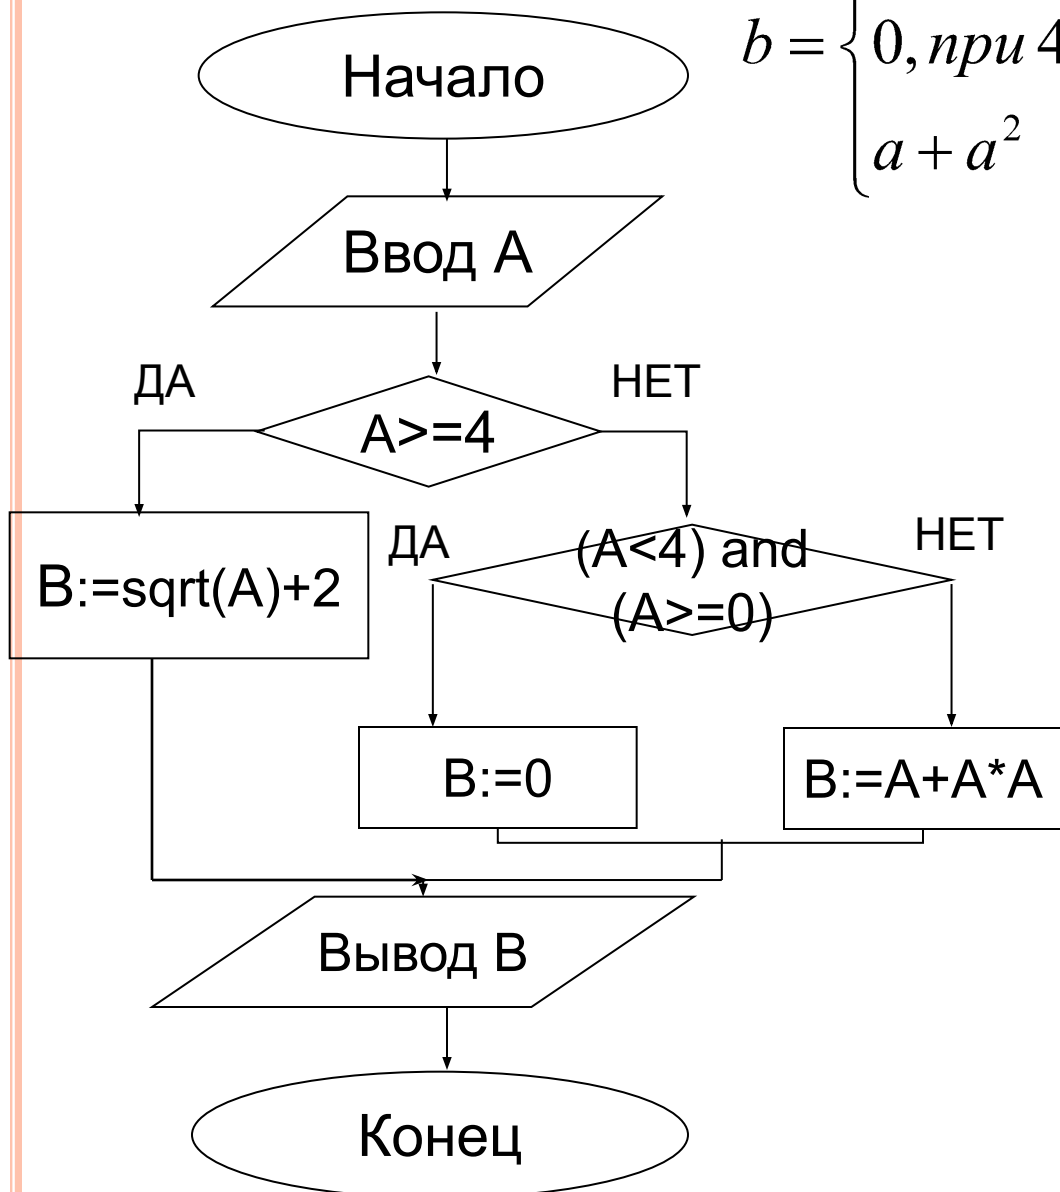 Начало
b = { 0, при 4
a + a²
Ввод А
ДА
НЕТ
A>=4
B:=sqrt(A)+2
ДА
(A<4) and
(A>=0)
НЕТ
B:=0
B:=A+A*A
Вывод В
Конец